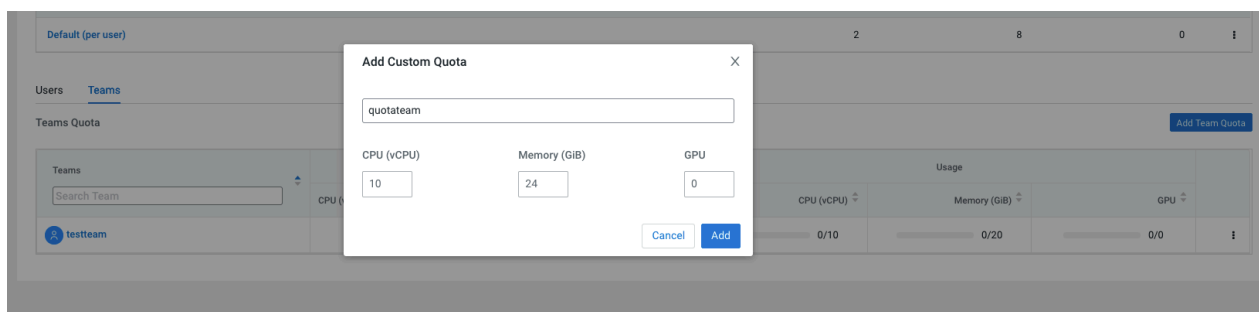 Default (per user) 2 8 0
Add Custom Quota
Users Teams
quotateam
Teams Quota Add Team Quota
CPU (vCPU) Memory (GiB) GPU
10 24 0
Teams Usage
Search Team
CPU (vCPU) Memory (GiB) GPU
Cancel Add
testteam 0/10 0/20 0/0